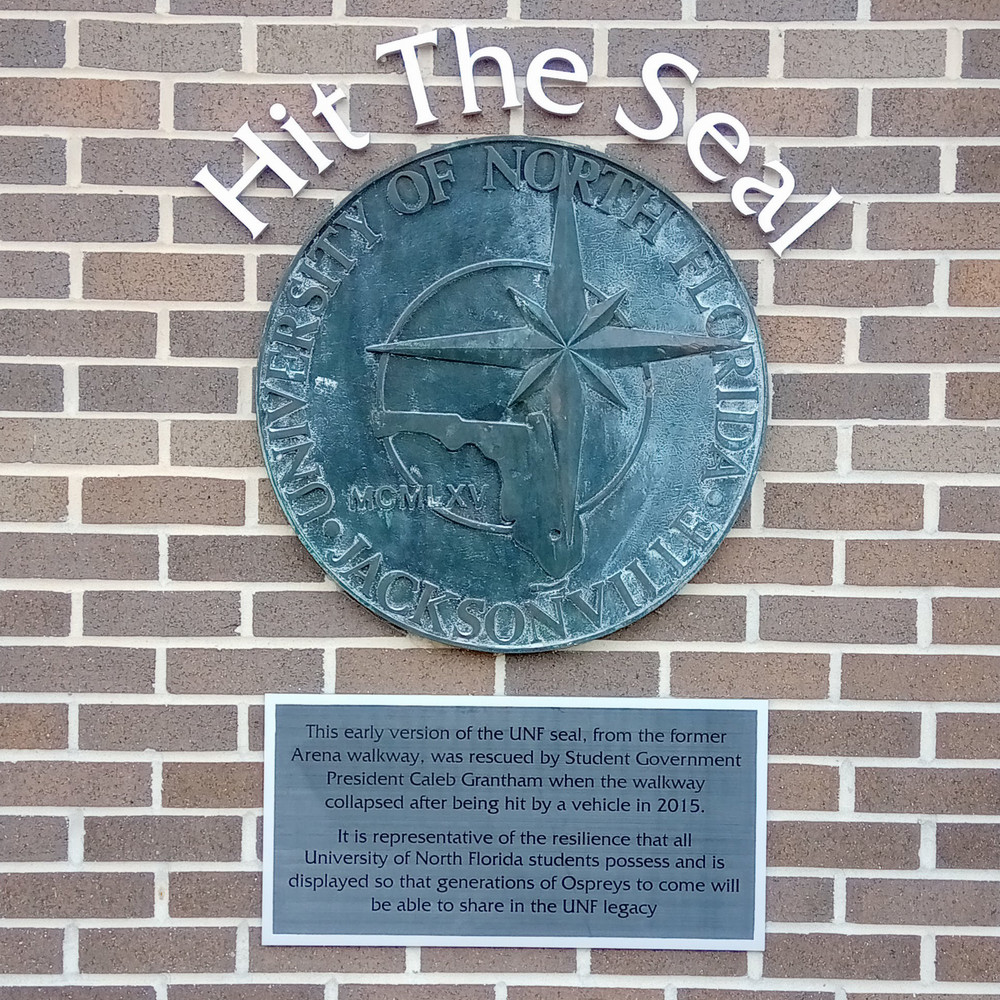 Hit The Seal
UNIVERSITY OF NORTH FLORIDA
MCMLXV
JACKSONVILLE
This early version of the UNF seal, from the former
Arena walkway, was rescued by Student Government
President Caleb Grantham when the walkway
collapsed after being hit by a vehicle in 2015.
It is representative of the resilience that all
University of North Florida students possess and is
displayed so that generations of Ospreys to come will
be able to share in the UNF legacy